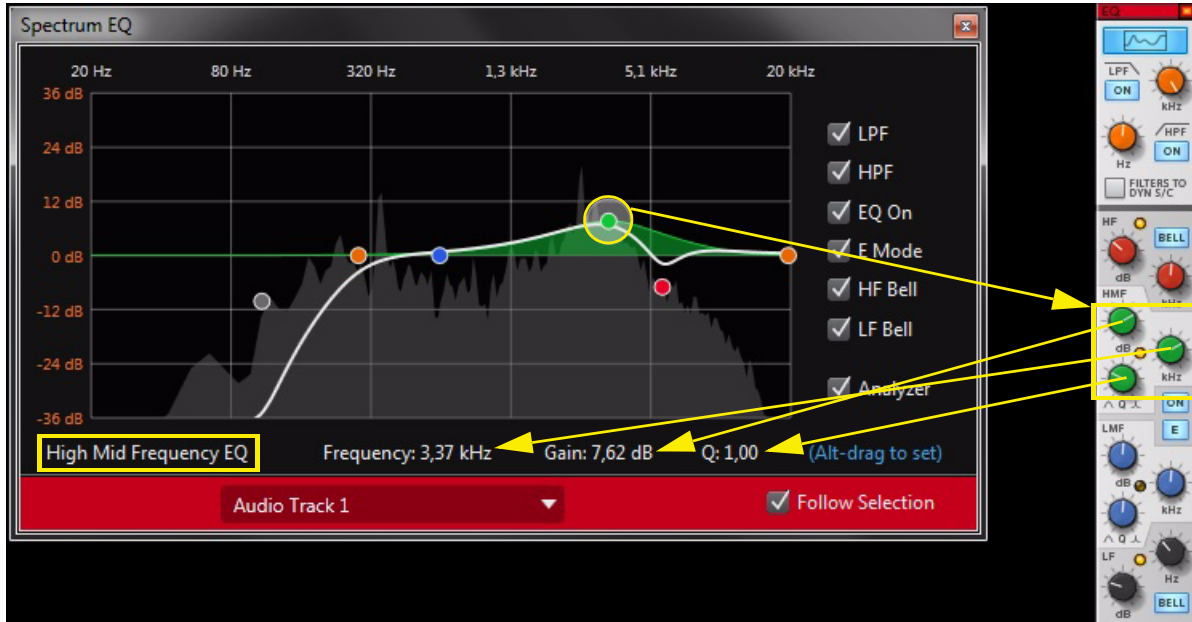 Spectrum EQ
20 Hz 80 Hz 320 Hz 1,3 kHz 5,1 kHz 20 kHz
36 dB
24 dB
12 dB
0 dB
-12 dB
-24 dB
-36 dB
LPF
HPF
EQ On
E Mode
HF Bell
LF Bell
Analyzer
High Mid Frequency EQ Frequency: 3,37 kHz Gain: 7,62 dB Q: 1,00 (Alt-drag to set)
Audio Track 1 Follow Selection
EQ
LPF
ON
kHz
HPF
ON
Hz
FILTERS TO
DYN S/C
HF
BELL
dB
HMF
kHz
dB
kHz
Q
ON
LMF
E
dB
kHz
Q
LF
Hz
BELL
dB